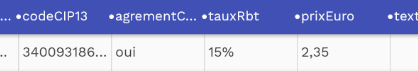 ... •codeCIP13 •agrementC... •tauxRbt •prixEuro •text
... 340093186... oui 15% 2,35